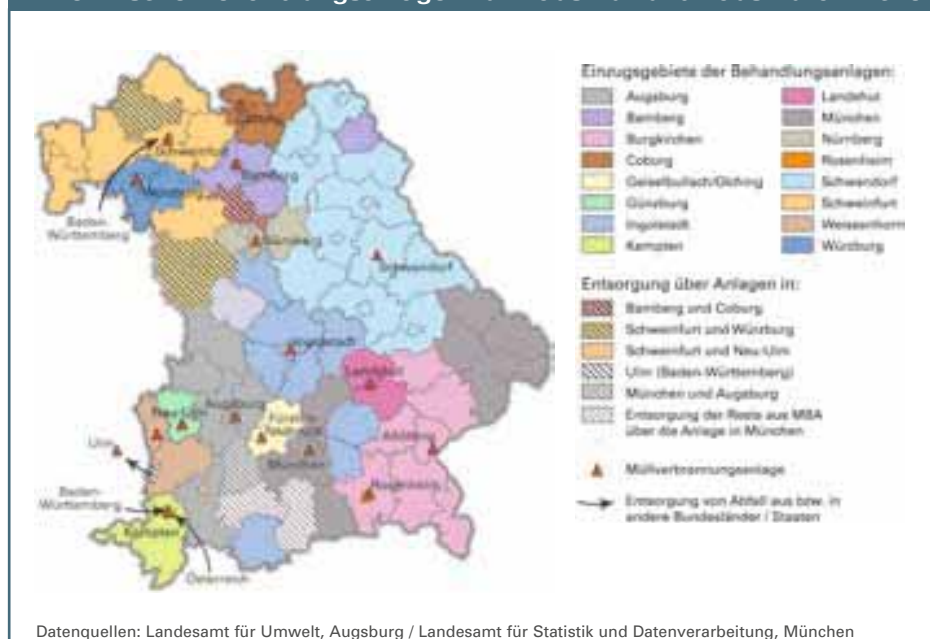 Einzugsgebiete der Behandlungsanlagen:
Augsburg
Bamberg
Burgkirchen
Coburg
Geiselbullach/Olching
Günzburg
Ingolstadt
Kempten
Landshut
München
Nürnberg
Rosenheim
Schwandorf
Schweinfurt
Weissenhorn
Würzburg
Entsorgung über Anlagen in:
Bamberg und Coburg
Schweinfurt und Würzburg
Schweinfurt und Neu-Ulm
Ulm (Baden-Württemberg)
München und Augsburg
Entsorgung der Reste aus MBA
über die Anlage in München
Müllverbrennungsanlage
Entsorgung von Abfall aus bzw. in
andere Bundesländer / Staaten
Coburg
Schweinfurt
Bamberg
Baden-
Württemberg
Nürnberg
Schwandorf
Ingolstadt
Landshut
Augsburg
Neu-Ulm
Ulm
München
Rosenheim
Baden-
Württemberg
Kempten
Österreich
Datenquellen: Landesamt für Umwelt, Augsburg / Landesamt für Statistik und Datenverarbeitung, München